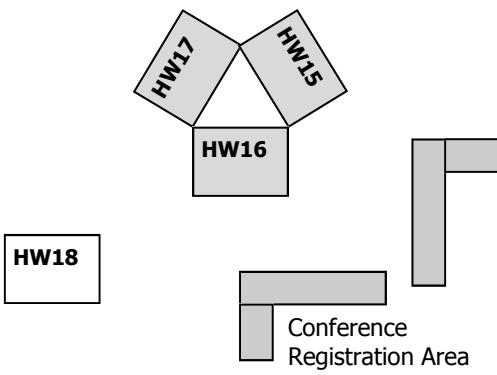 HW17
HW15
HW16
HW18
Conference
Registration Area